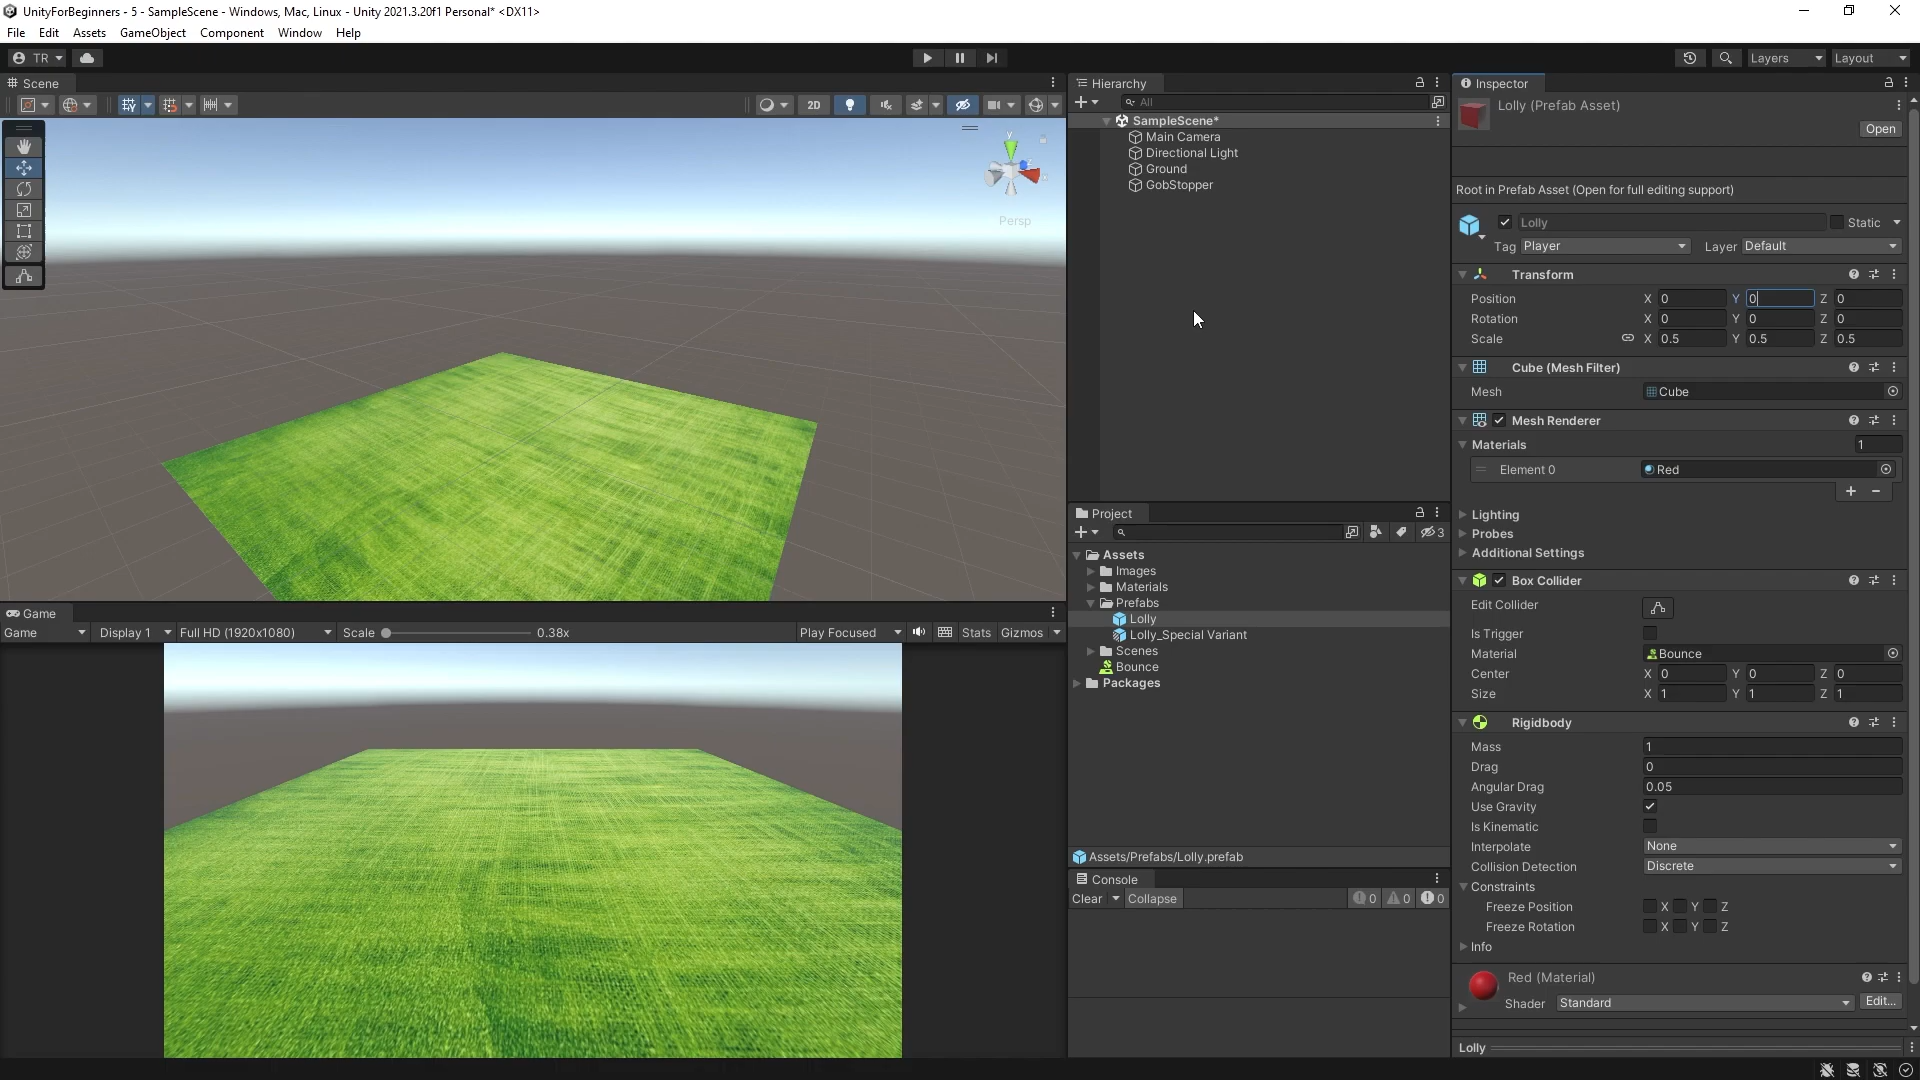 UnityForBeginners - 5 - SampleScene - Windows, Mac, Linux - Unity 2021.3.20f1 Personal* <DX11>
File Edit Assets GameObject Component Window Help
TR Layers Layout
Scene
2D
Persp
Game
Game Display 1 Full HD (1920x1080) Scale 0.38x Play Focused Stats Gizmos
Hierarchy
All
SampleScene*
Main Camera
Directional Light
Ground
GobStopper
Project
3
Assets
Images
Materials
Prefabs
Lolly
Lolly_Special Variant
Scenes
Bounce
Packages
Assets/Prefabs/Lolly.prefab
Console
Clear Collapse 0 0 0
Inspector
Lolly (Prefab Asset)
Open
Root in Prefab Asset (Open for full editing support)
Lolly Static
Tag Player Layer Default
Transform
Position X 0 Y 0 Z 0
Rotation X 0 Y 0 Z 0
Scale X 0.5 Y 0.5 Z 0.5
Cube (Mesh Filter)
Mesh Cube
Mesh Renderer
Materials 1
Element 0 Red
Lighting
Probes
Additional Settings
Box Collider
Edit Collider
Is Trigger
Material Bounce
Center X 0 Y 0 Z 0
Size X 1 Y 1 Z 1
Rigidbody
Mass 1
Drag 0
Angular Drag 0.05
Use Gravity
Is Kinematic
Interpolate None
Collision Detection Discrete
Constraints
Freeze Position X Y Z
Freeze Rotation X Y Z
Info
Red (Material)
Shader Standard Edit...
Lolly